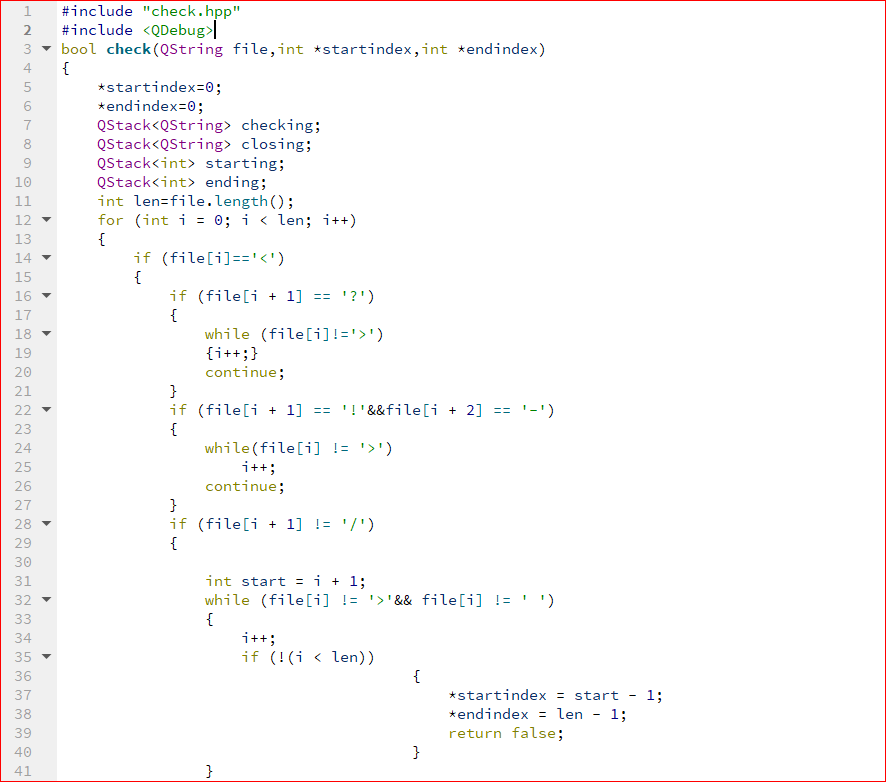 1 #include "check.hpp"
2 #include <QDebug>
3 bool check(QString file,int *startindex,int *endindex)
4 {
5     *startindex=0;
6     *endindex=0;
7     QStack<QString> checking;
8     QStack<QString> closing;
9     QStack<int> starting;
10     QStack<int> ending;
11     int len=file.length();
12     for (int i = 0; i < len; i++)
13     {
14         if (file[i]=='<')
15         {
16             if (file[i + 1] == '?')
17             {
18                 while (file[i]!='>')
19                 {i++;}
20                 continue;
21             }
22             if (file[i + 1] == '!'&&file[i + 2] == '-')
23             {
24                 while(file[i] != '>')
25                     i++;
26                 continue;
27             }
28             if (file[i + 1] != '/')
29             {
30
31                 int start = i + 1;
32                 while (file[i] != '>'&& file[i] != ' ')
33                 {
34                     i++;
35                     if (!(i < len))
36                                        {
37                                            *startindex = start - 1;
38                                            *endindex = len - 1;
39                                            return false;
40                                        }
41                 }